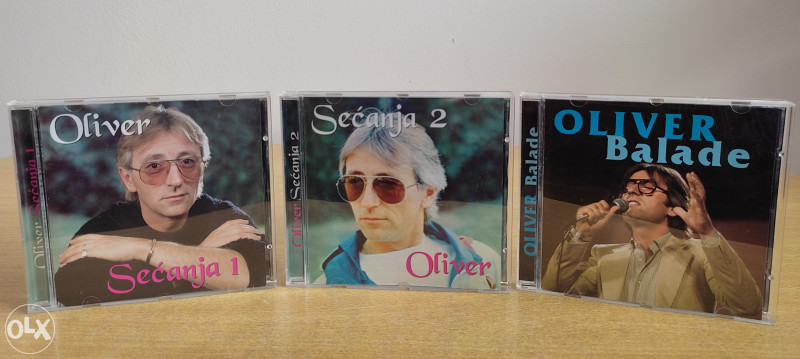 Oliver Sećanja 1
Oliver
Sećanja 1
Oliver Sećanja 2
Sećanja 2
Oliver
OLIVER Balade
OLIVER
Balade
OLX